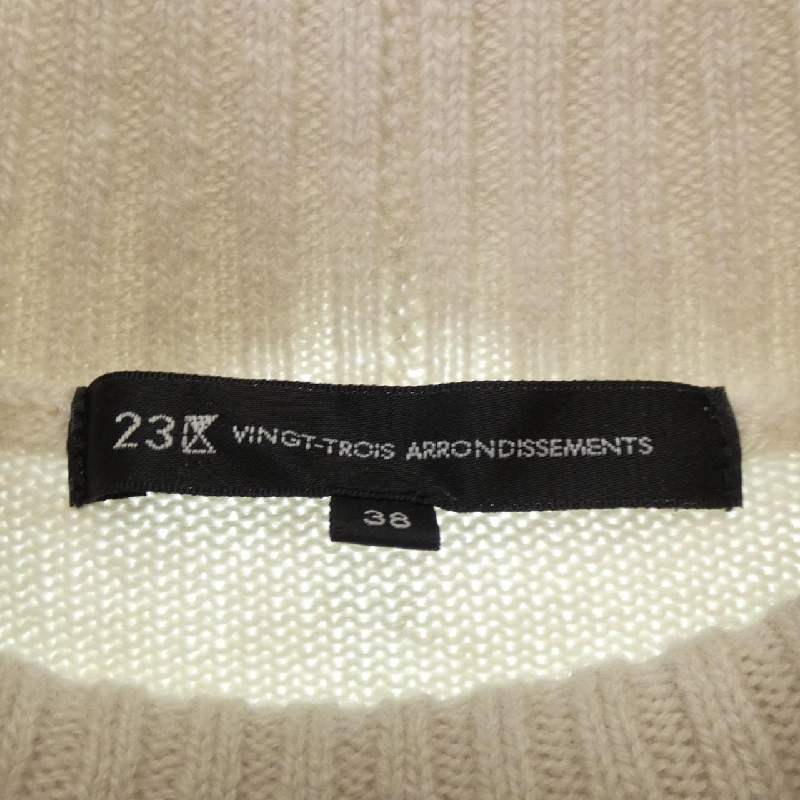 23区 VINGT-TROIS ARRONDISSEMENTS
38